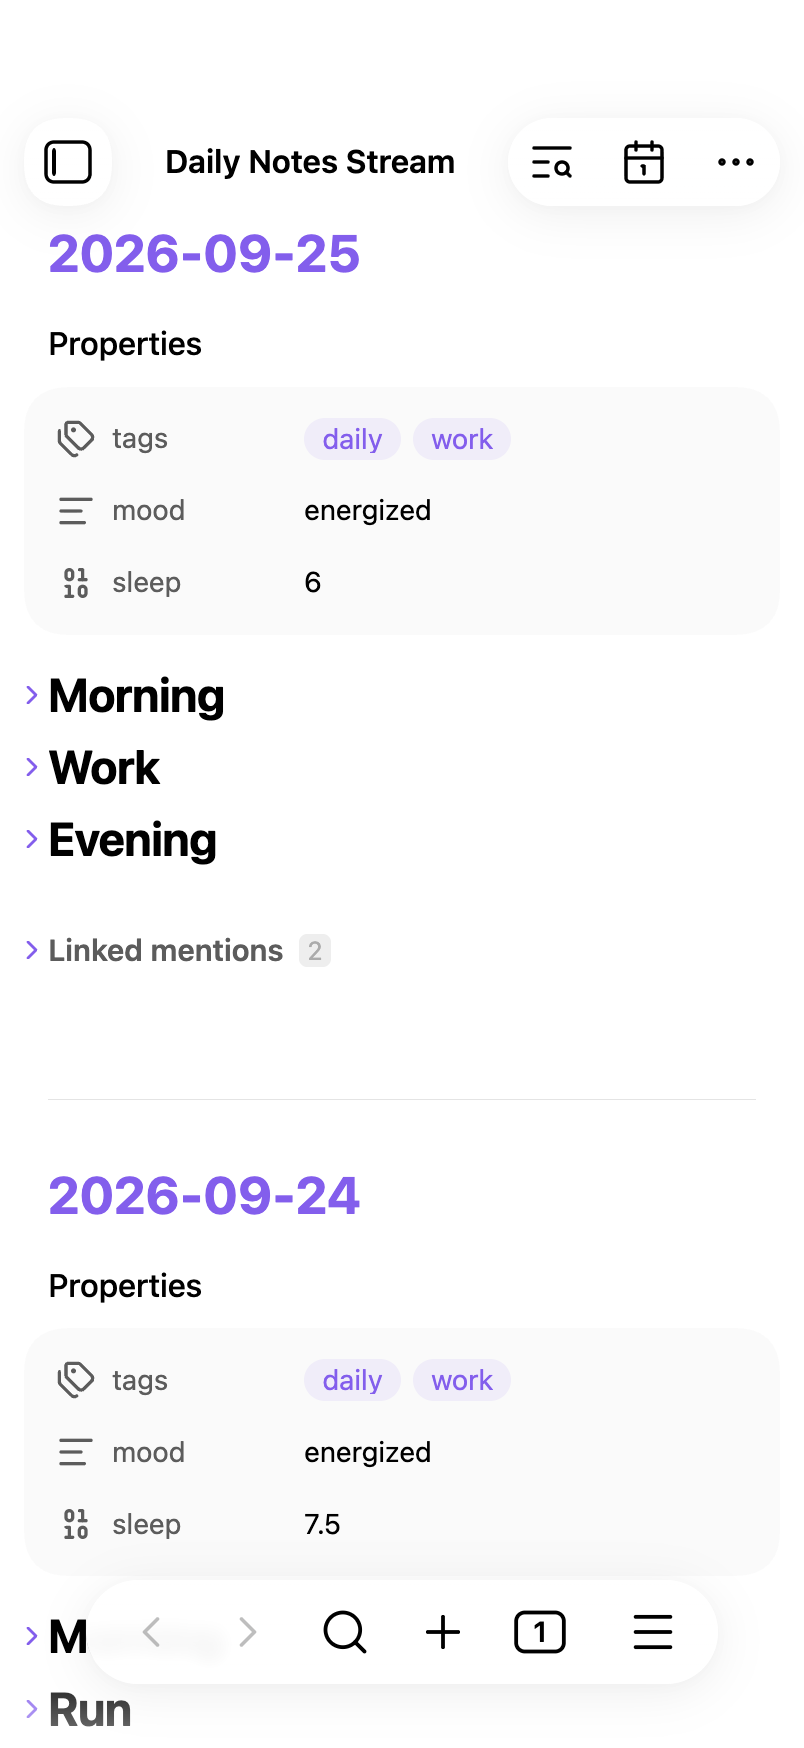 Daily Notes Stream
1
2026-09-25
Properties
tags daily work
mood energized
sleep 6
Morning
Work
Evening
Linked mentions 2
2026-09-24
Properties
tags daily work
mood energized
sleep 7.5
1
Run